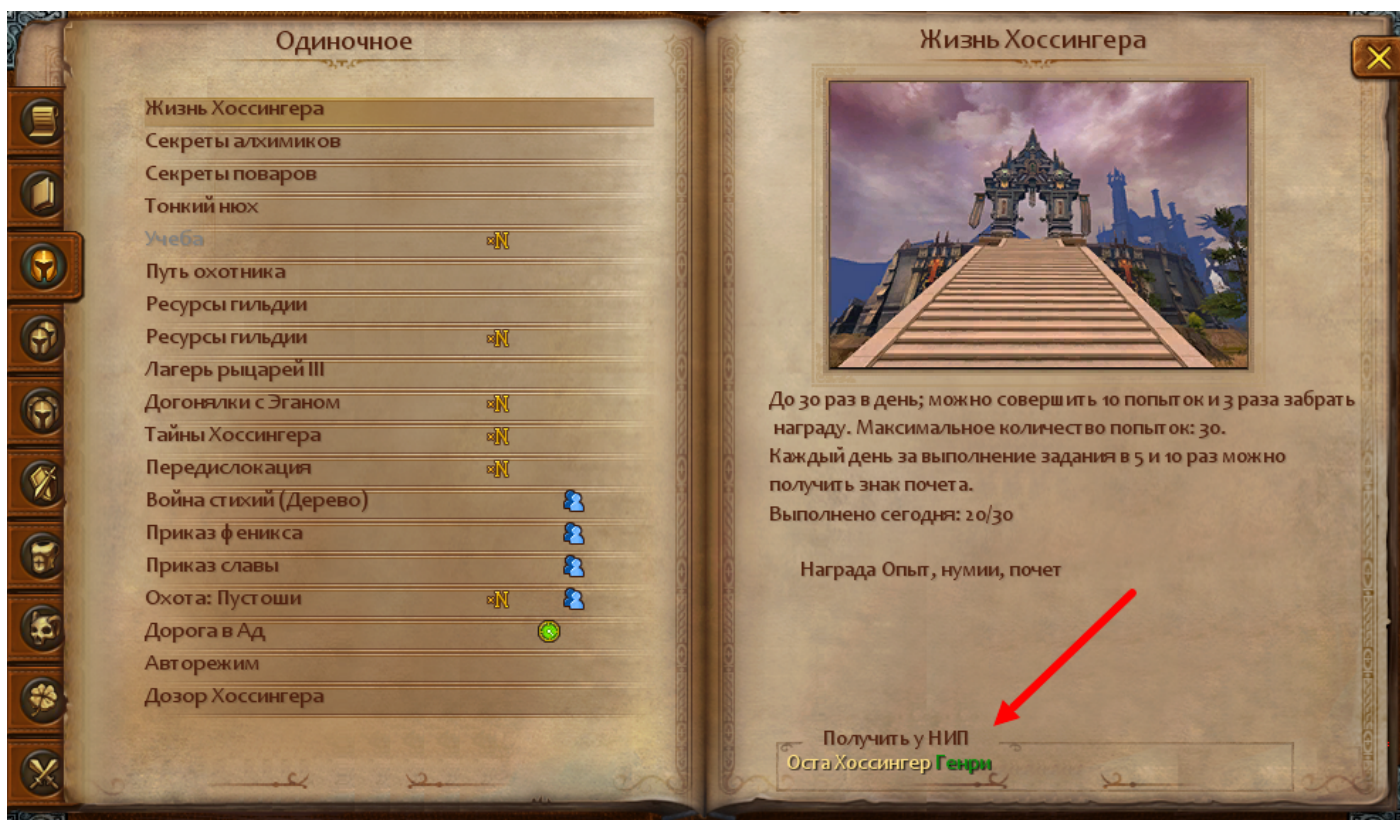 Одиночное
Жизнь Хоссингера
Секреты алхимиков
Секреты поваров
Тонкий нюх
Учеба ×N
Путь охотника
Ресурсы гильдии
Ресурсы гильдии ×N
Лагерь рыцарей III
Догонялки с Эганом ×N
Тайны Хоссингера ×N
Передислокация ×N
Война стихий (Дерево)
Приказ феникса
Приказ славы
Охота: Пустоши ×N
Дорога в Ад
Авторежим
Дозор Хоссингера
Жизнь Хоссингера
До 30 раз в день; можно совершить 10 попыток и 3 раза забрать
награду. Максимальное количество попыток: 30.
Каждый день за выполнение задания в 5 и 10 раз можно
получить знак почета.
Выполнено сегодня: 20/30
Награда Опыт, нумии, почет
Получить у НИП
Оста Хоссингер Генри